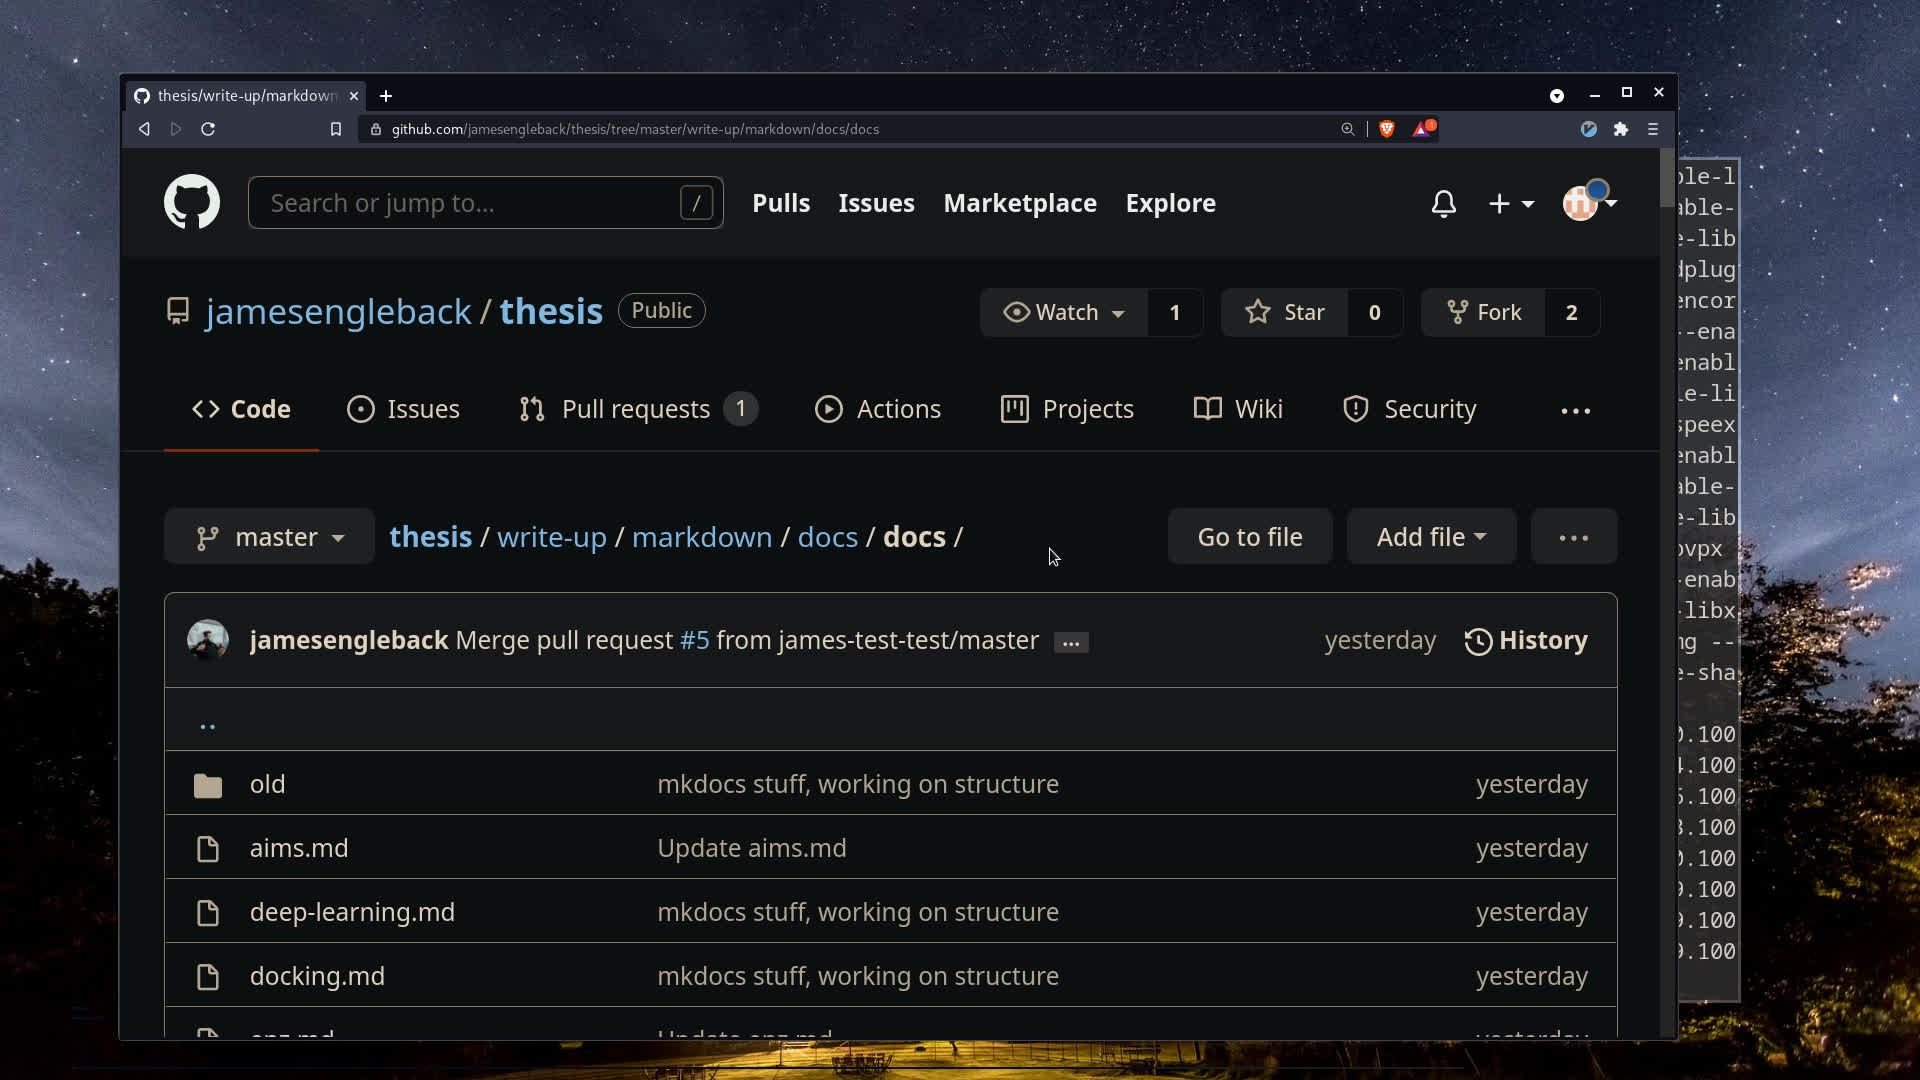 thesis/write-up/markdown
github.com/jamesengleback/thesis/tree/master/write-up/markdown/docs/docs
1
Search or jump to...
/
Pulls
Issues
Marketplace
Explore
jamesengleback / thesis
Public
Watch
1
Star
0
Fork
2
Code
Issues
Pull requests
1
Actions
Projects
Wiki
Security
master
thesis / write-up / markdown / docs / docs /
Go to file
Add file
jamesengleback Merge pull request #5 from james-test-test/master
yesterday
History
..
old mkdocs stuff, working on structure yesterday
aims.md Update aims.md yesterday
deep-learning.md mkdocs stuff, working on structure yesterday
docking.md mkdocs stuff, working on structure yesterday
ble-l
able-
e-lib
dplug
encor
--ena
enabl
le-li
speex
enabl
able-
e-lib
ovpx
-enab
-libx
ng --
e-sha
.100
.100
.100
.100
.100
.100
.100
.100